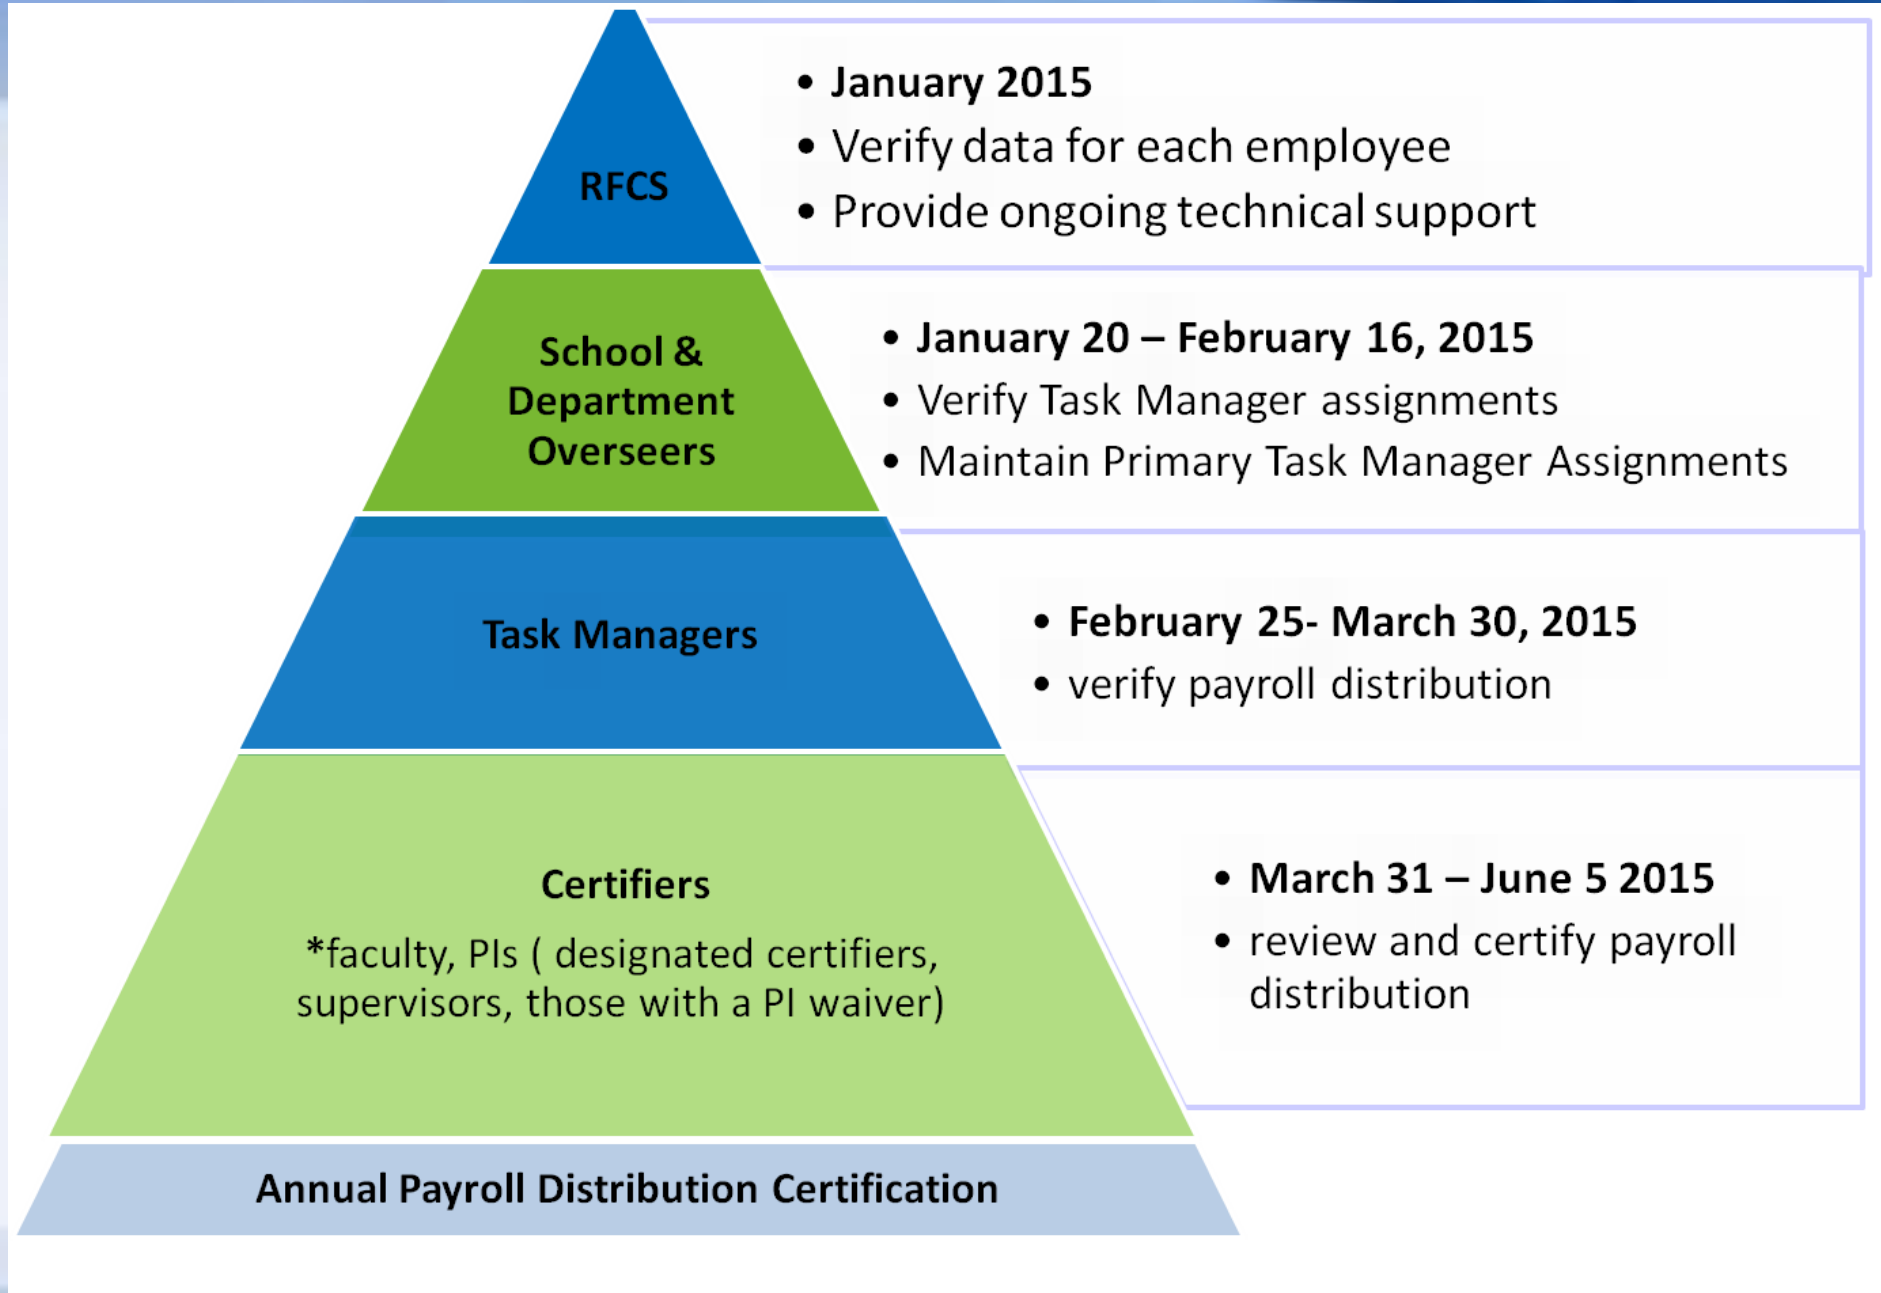 RFCS
• January 2015
• Verify data for each employee
• Provide ongoing technical support
School &
Department
Overseers
• January 20 – February 16, 2015
• Verify Task Manager assignments
• Maintain Primary Task Manager Assignments
Task Managers
• February 25- March 30, 2015
• verify payroll distribution
Certifiers
*faculty, PIs ( designated certifiers,
supervisors, those with a PI waiver)
• March 31 – June 5 2015
• review and certify payroll
distribution
Annual Payroll Distribution Certification